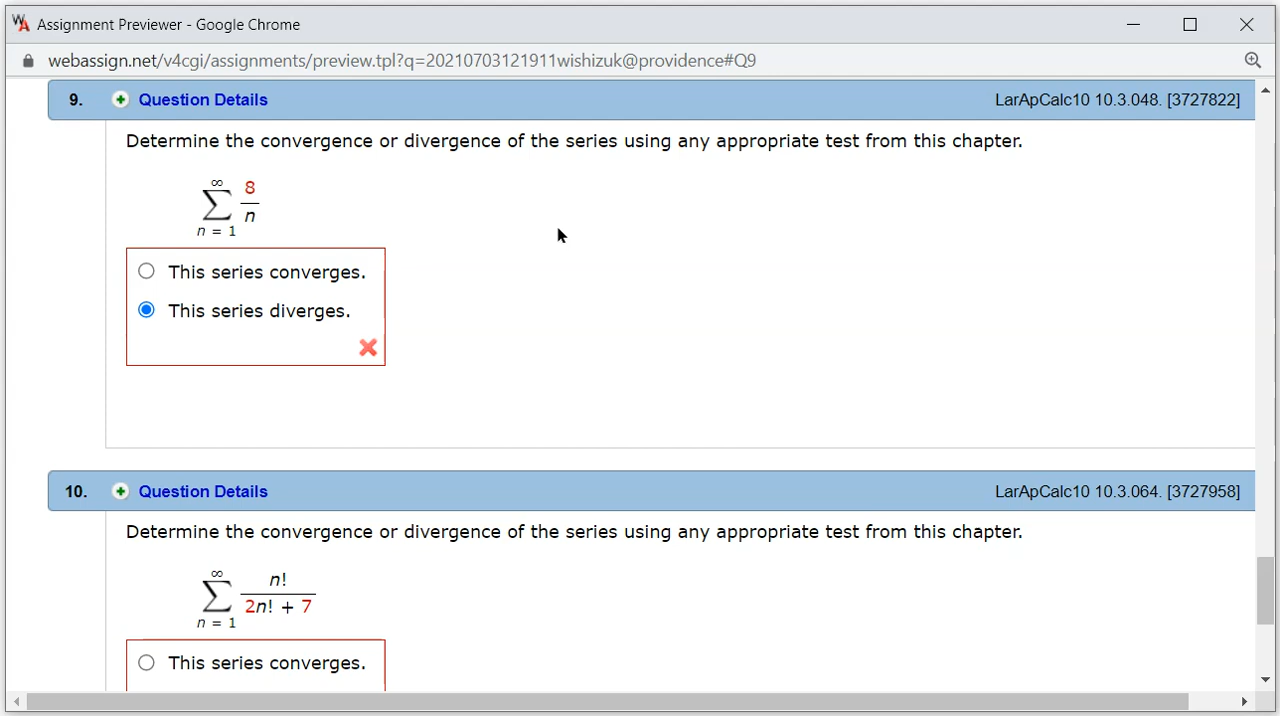 Assignment Previewer - Google Chrome
webassign.net/v4cgi/assignments/preview.tpl?q=20210703121911wishizuk@providence#Q9
9. Question Details LarApCalc10 10.3.048. [3727822]
Determine the convergence or divergence of the series using any appropriate test from this chapter.
∞
∑ 8/n
n = 1
This series converges.
This series diverges.
10. Question Details LarApCalc10 10.3.064. [3727958]
Determine the convergence or divergence of the series using any appropriate test from this chapter.
∞
∑ n!/2n! + 7
n = 1
This series converges.